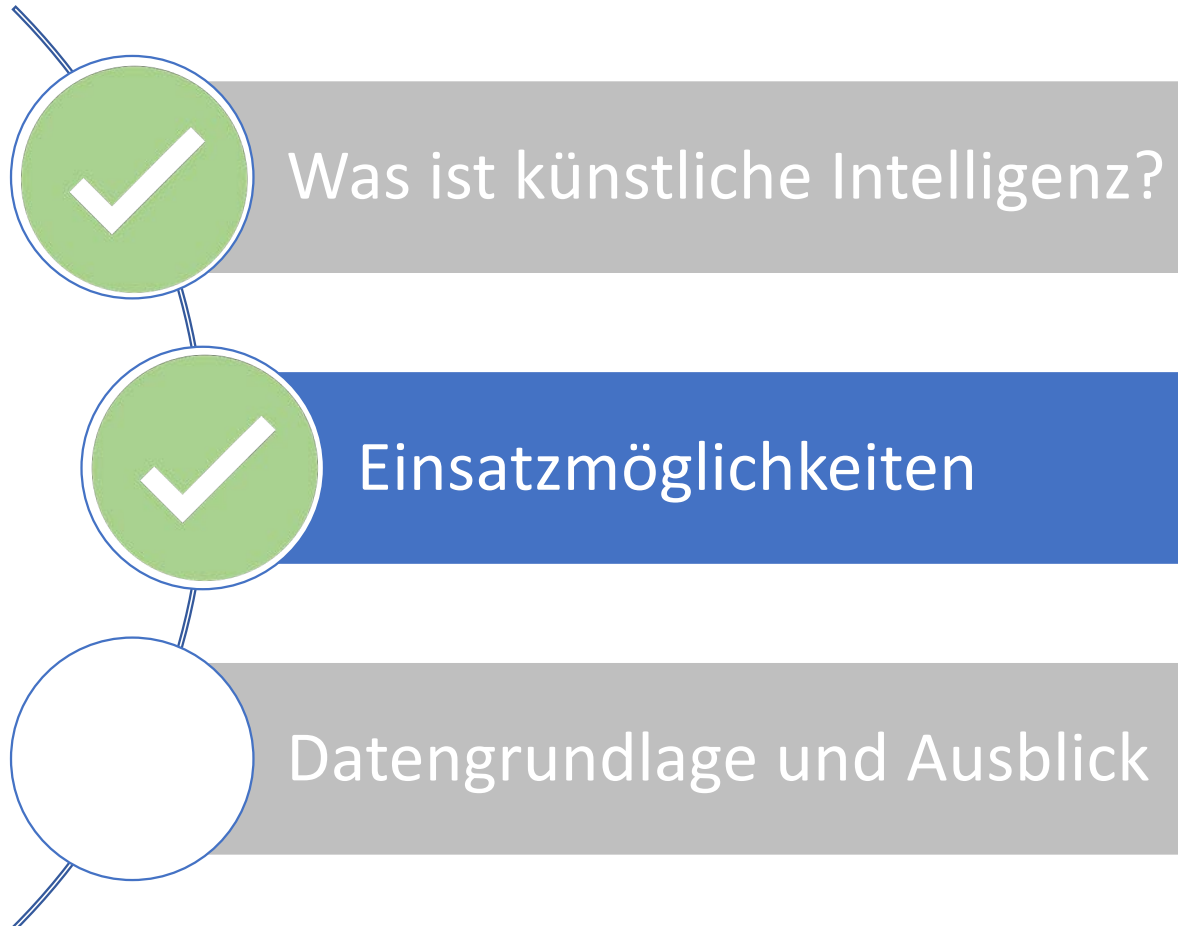 Was ist künstliche Intelligenz?
Einsatzmöglichkeiten
Datengrundlage und Ausblick